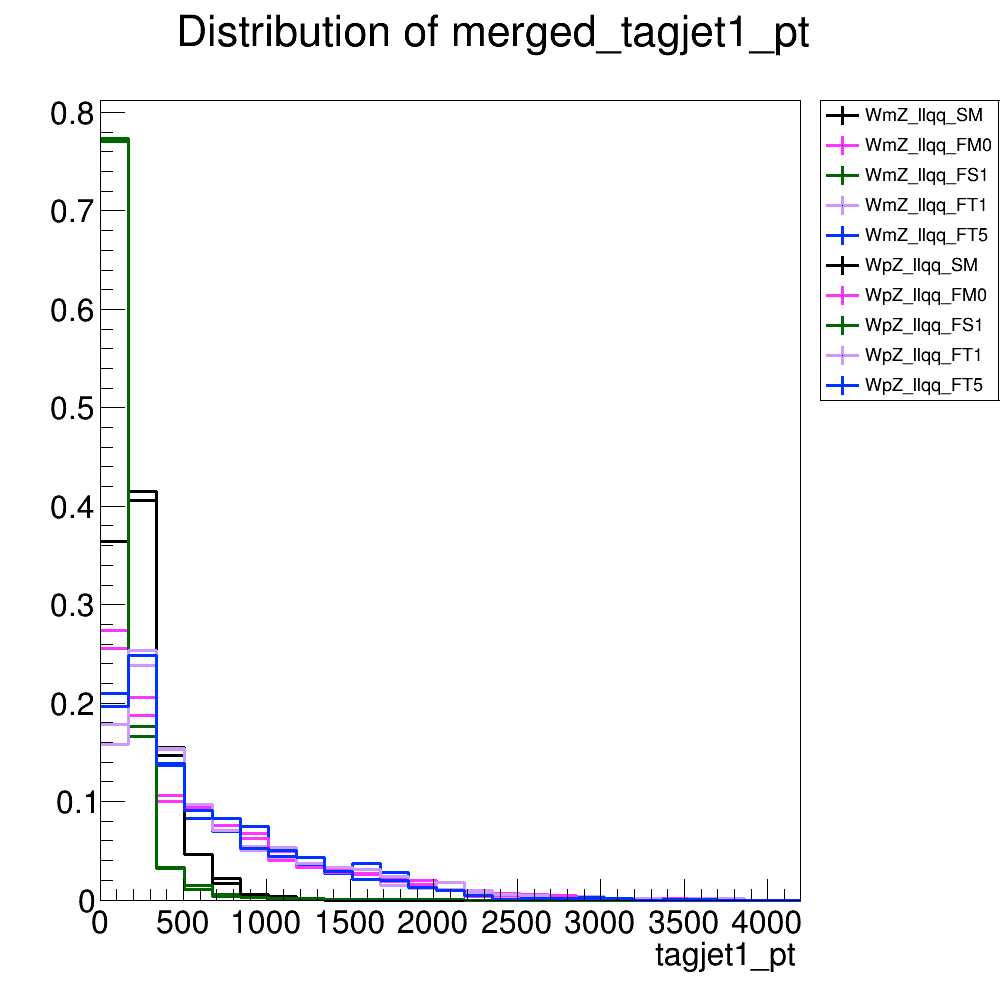 Distribution of merged_tagjet1_pt
0.8
0.7
0.6
0.5
0.4
0.3
0.2
0.1
0
0 500 1000 1500 2000 2500 3000 3500 4000
tagjet1_pt
WmZ_llqq_SM
WmZ_llqq_FM0
WmZ_llqq_FS1
WmZ_llqq_FT1
WmZ_llqq_FT5
WpZ_llqq_SM
WpZ_llqq_FM0
WpZ_llqq_FS1
WpZ_llqq_FT1
WpZ_llqq_FT5